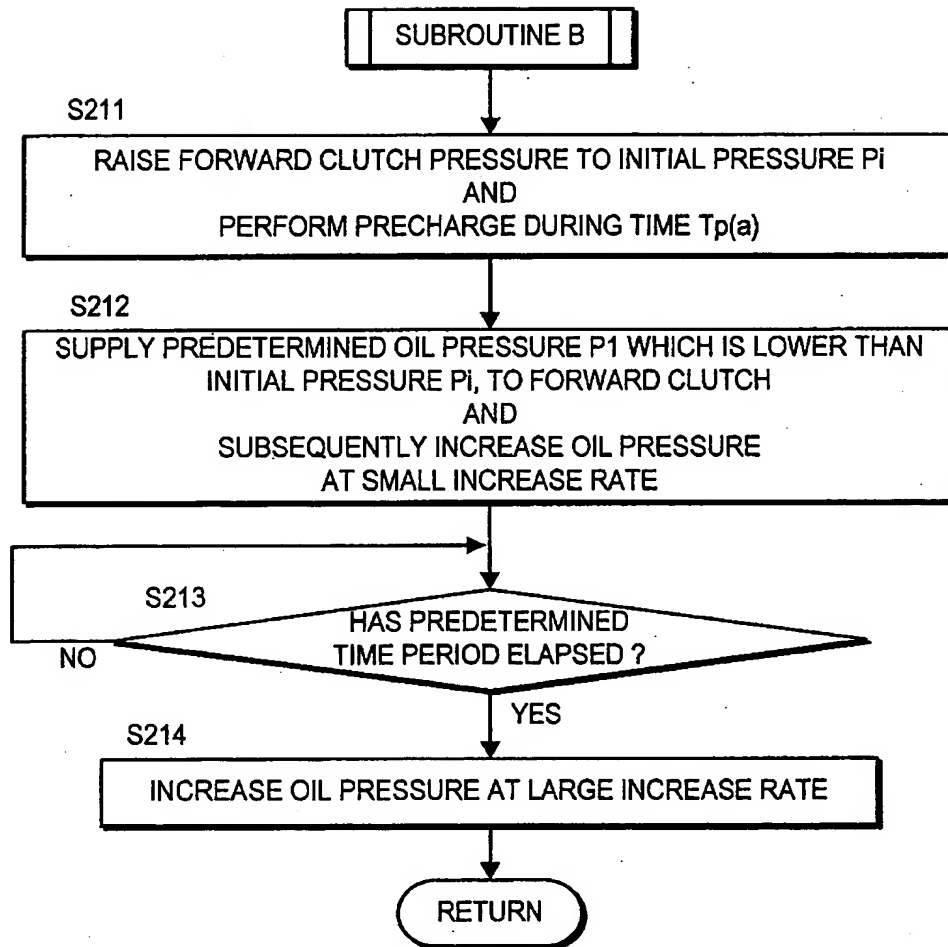 SUBROUTINE B
S211
RAISE FORWARD CLUTCH PRESSURE TO INITIAL PRESSURE Pi
AND
PERFORM PRECHARGE DURING TIME Tp(a)
S212
SUPPLY PREDETERMINED OIL PRESSURE P1 WHICH IS LOWER THAN
INITIAL PRESSURE Pi, TO FORWARD CLUTCH
AND
SUBSEQUENTLY INCREASE OIL PRESSURE
AT SMALL INCREASE RATE
S213
HAS PREDETERMINED
TIME PERIOD ELAPSED ?
NO
YES
S214
INCREASE OIL PRESSURE AT LARGE INCREASE RATE
RETURN